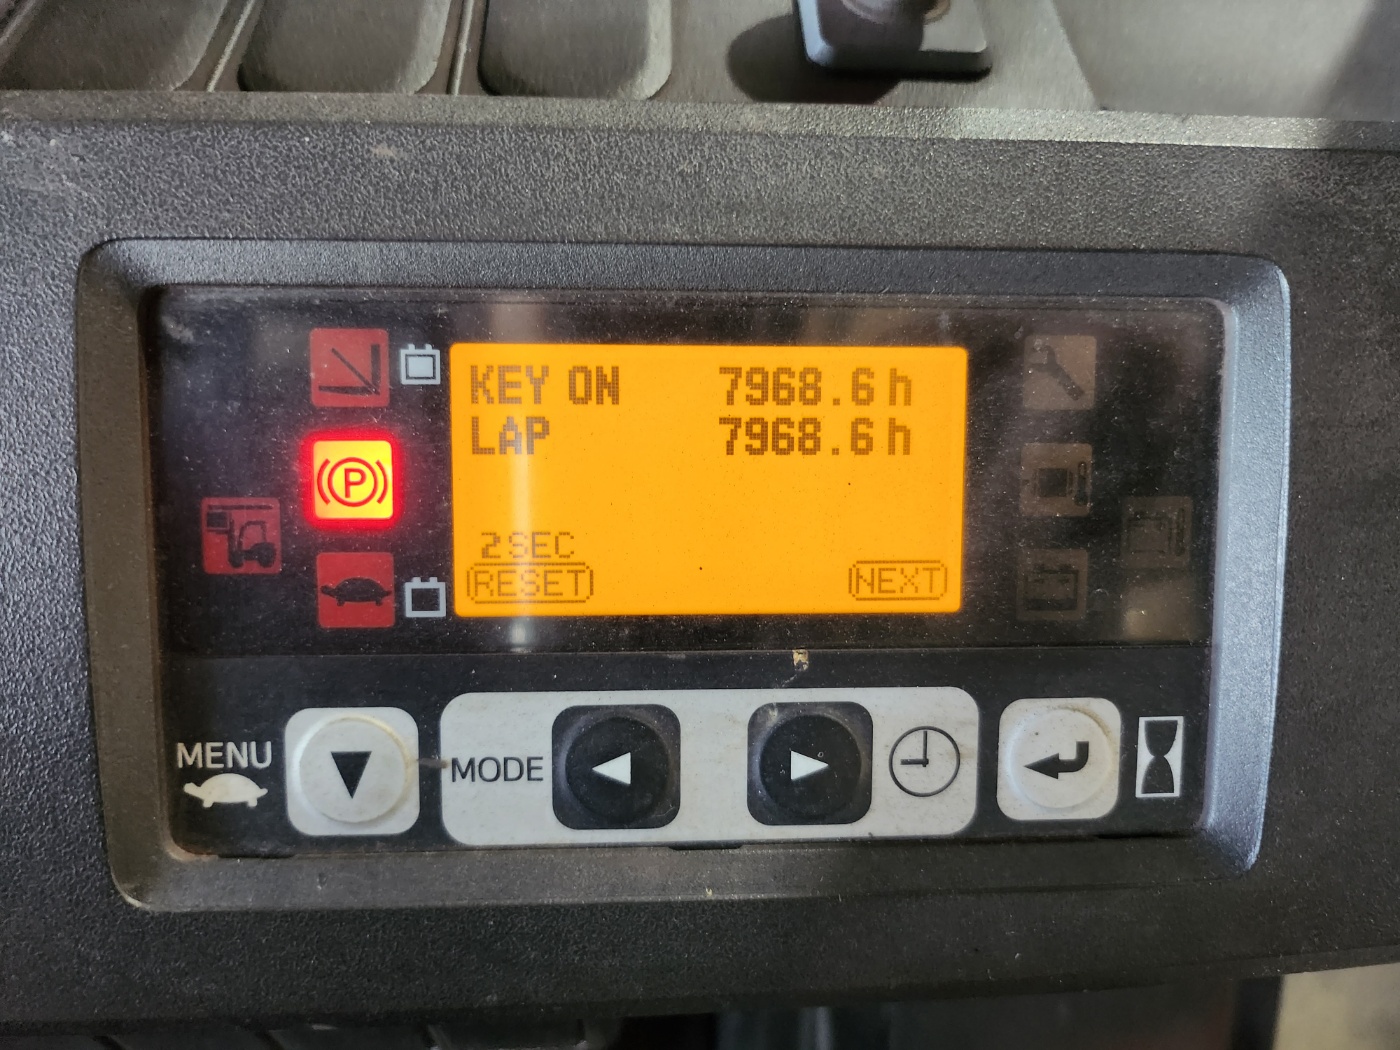 KEY ON 7968.6 h
LAP 7968.6 h
P
2 SEC
RESET NEXT
MENU
MODE